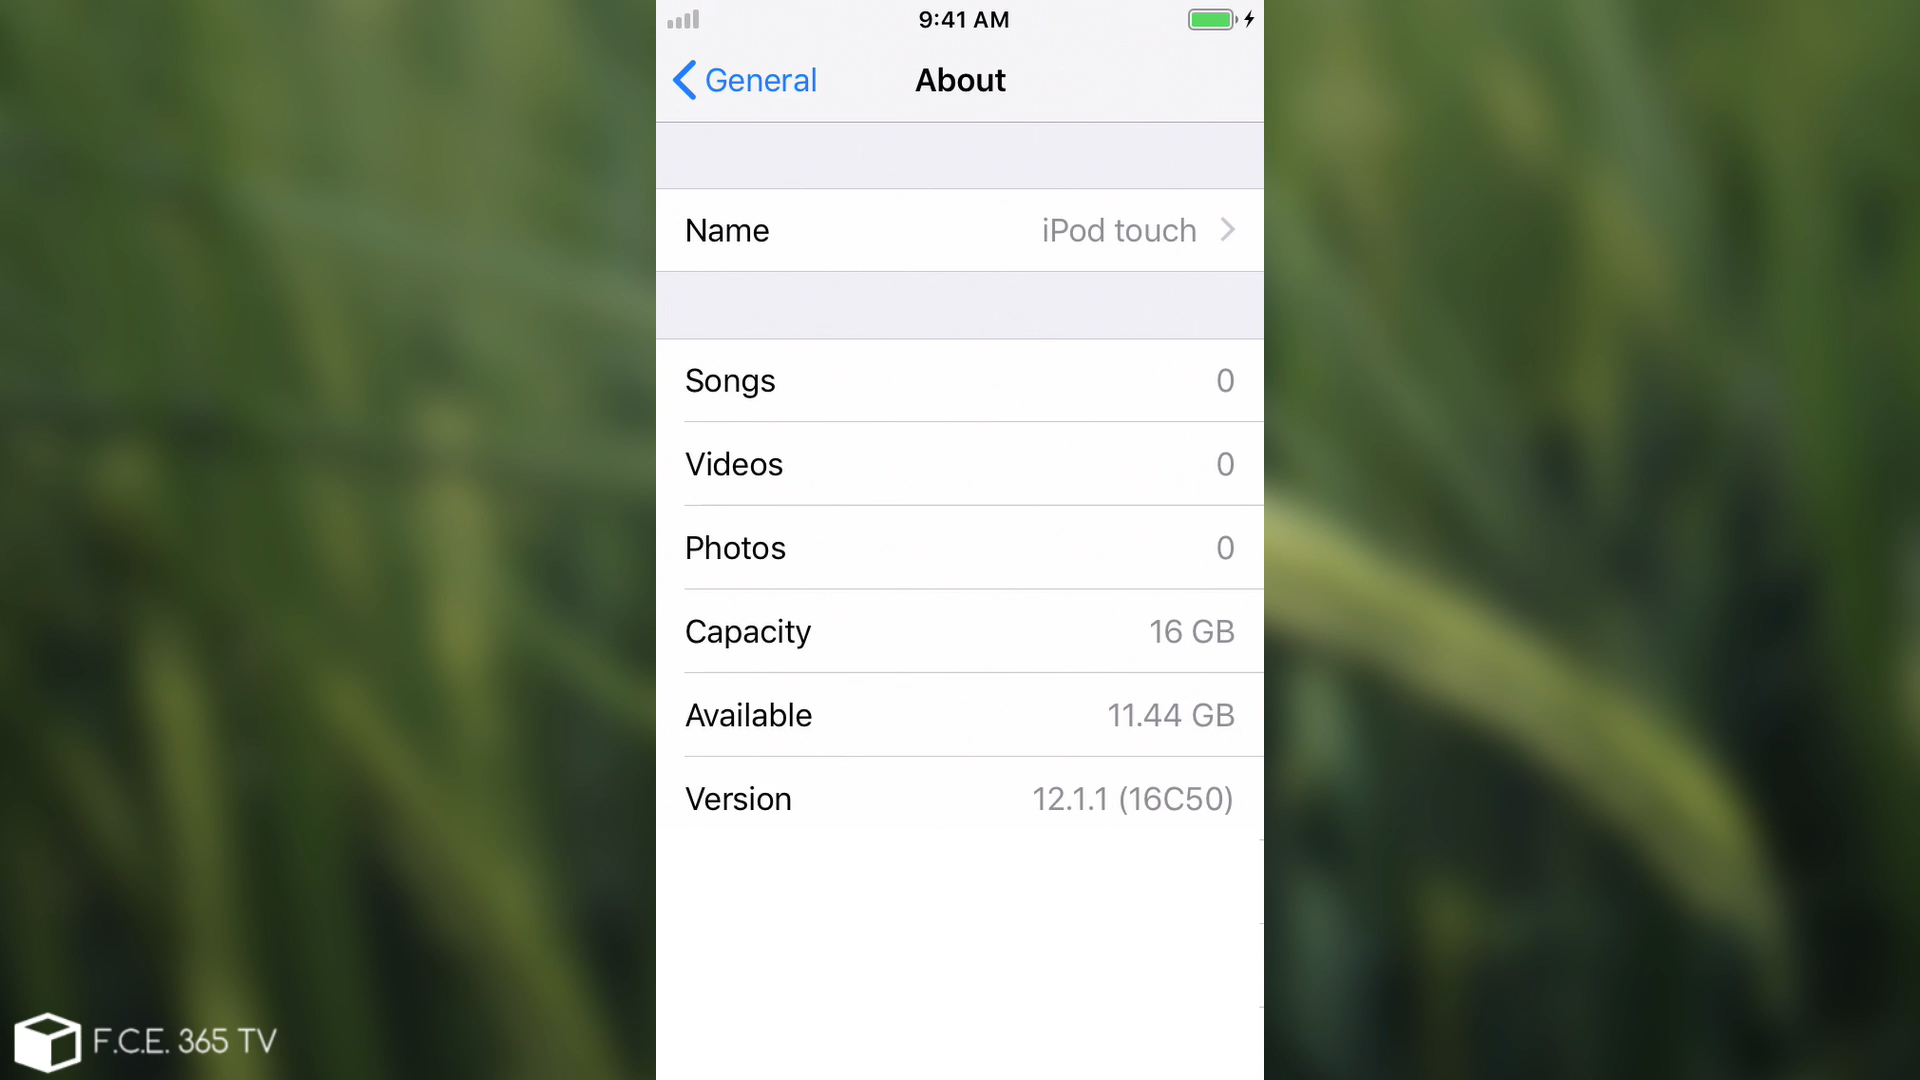 9:41 AM
General
About
Name
iPod touch
Songs
0
Videos
0
Photos
0
Capacity
16 GB
Available
11.44 GB
Version
12.1.1 (16C50)
F.C.E. 365 TV